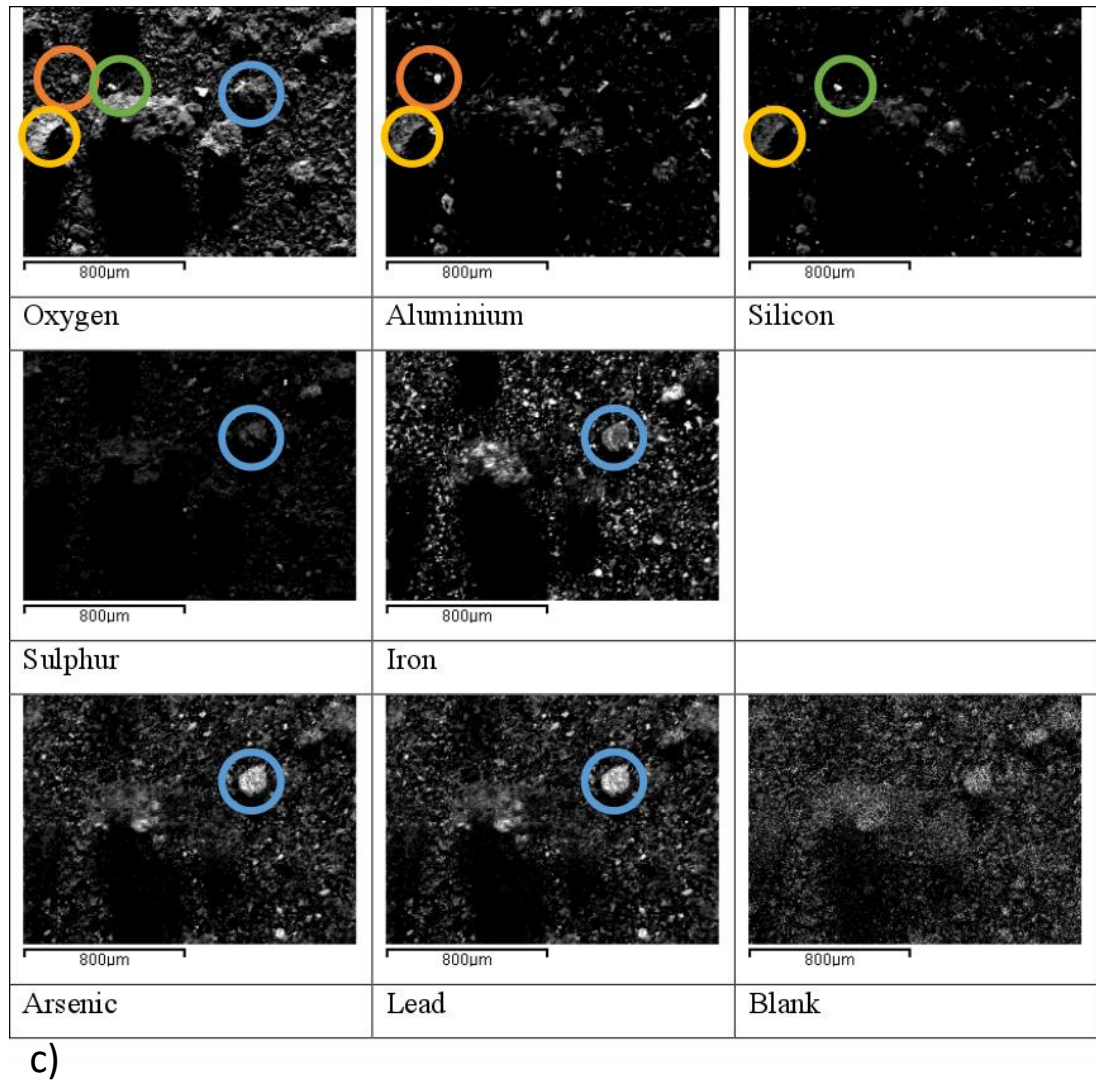 800µm 800µm 800µm
Oxygen Aluminium Silicon
800µm 800µm
Sulphur Iron
800µm 800µm 800µm
Arsenic Lead Blank
c)